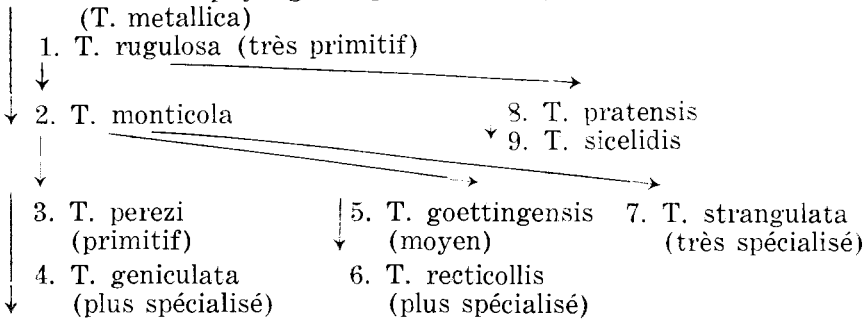 (T. metallica)
1. T. rugulosa (très primitif)
2. T. monticola
8. T. pratensis
9. T. sicelidis
3. T. perezi
(primitif)
4. T. geniculata
(plus spécialisé)
5. T. goettingensis
(moyen)
6. T. recticollis
(plus spécialisé)
7. T. strangulata
(très spécialisé)